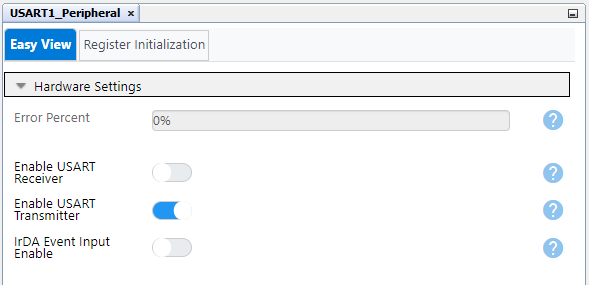 USART1_Peripheral ×
Easy View
Register Initialization
Hardware Settings
Error Percent
0%
?
Enable USART
Receiver
?
Enable USART
Transmitter
?
IrDA Event Input
Enable
?